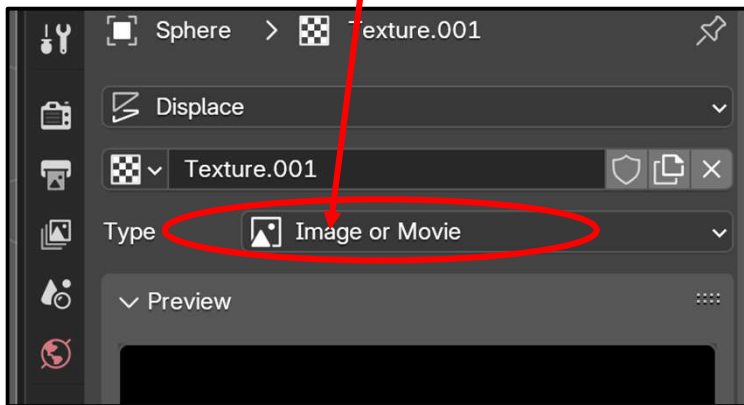 Sphere > Texture.001
Displace
Texture.001
Type Image or Movie
Preview